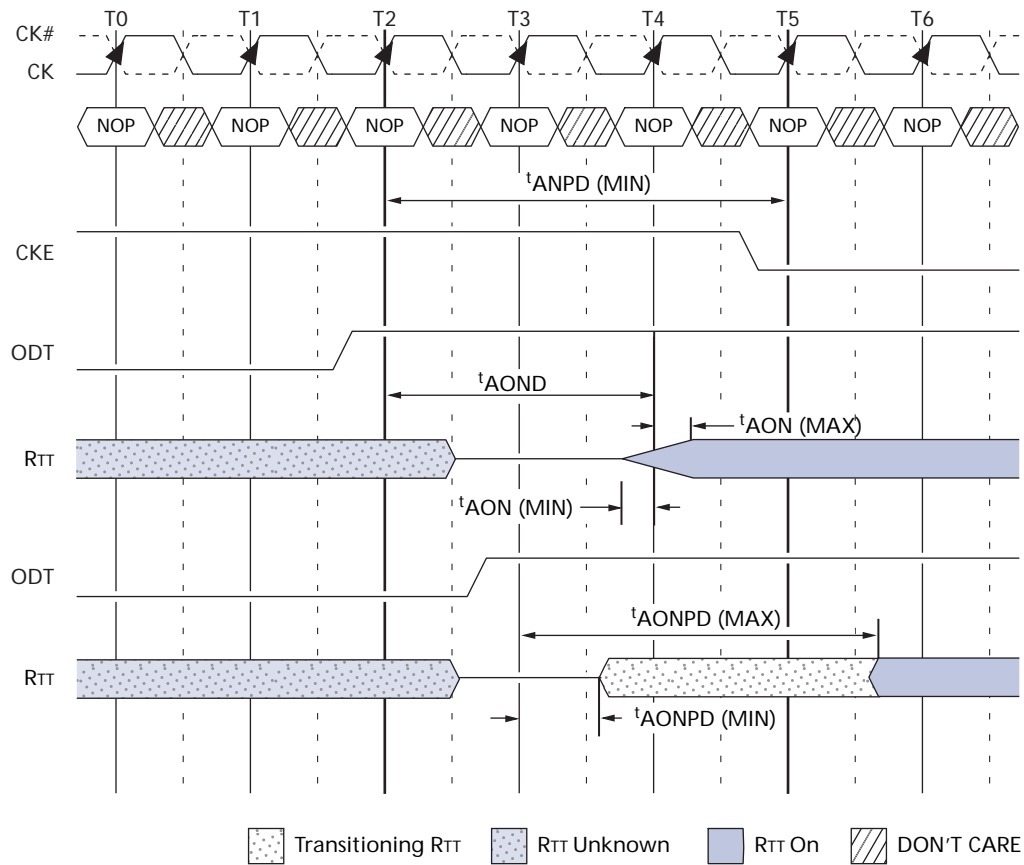 T0 T1 T2 T3 T4 T5 T6
CK#
CK
NOP NOP NOP NOP NOP NOP NOP
tANPD (MIN)
CKE
ODT
tAOND
tAON (MAX)
RTT
tAON (MIN)
ODT
tAONPD (MAX)
RTT
tAONPD (MIN)
Transitioning RTT RTT Unknown RTT On DON'T CARE